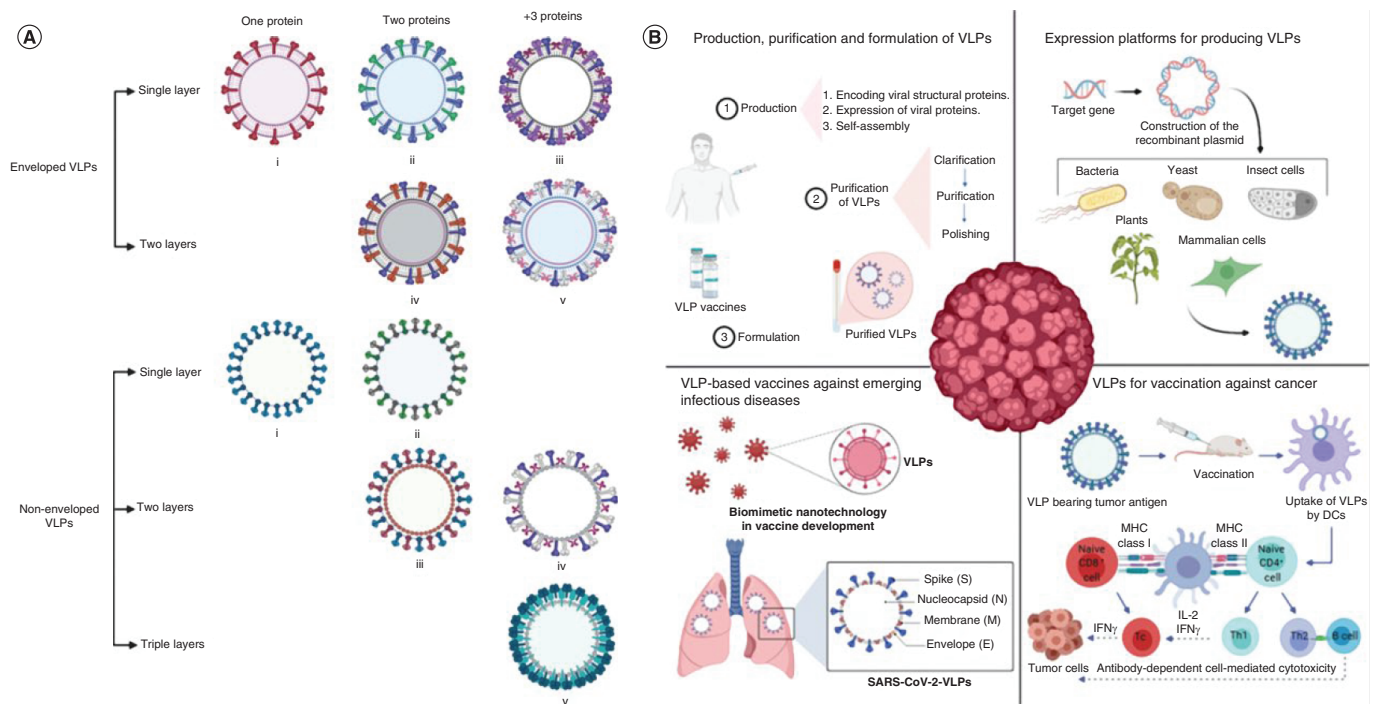 A
One protein
Two proteins
+3 proteins
Enveloped VLPs
Single layer
i
ii
iii
Two layers
iv
v
Non-enveloped
VLPs
Single layer
i
ii
Two layers
iii
iv
Triple layers
v
B
Production, purification and formulation of VLPs
1 Production
1. Encoding viral structural proteins.
2. Expression of viral proteins.
3. Self-assembly
2 Purification
of VLPs
Clarification
Purification
Polishing
VLP vaccines
3 Formulation
Purified VLPs
Expression platforms for producing VLPs
Target gene
Construction of the
recombinant plasmid
Bacteria
Yeast
Insect cells
Plants
Mammalian cells
VLP-based vaccines against emerging
infectious diseases
VLPs
Biomimetic nanotechnology
in vaccine development
Spike (S)
Nucleocapsid (N)
Membrane (M)
Envelope (E)
SARS-CoV-2-VLPs
VLPs for vaccination against cancer
VLP bearing tumor antigen
Vaccination
Uptake of VLPs
by DCs
MHC
class I
MHC
class II
Naive
CD8+
cell
Naive
CD4+
cell
IFNγ
Tc
IL-2
IFNγ
Th1
Th2
B cell
Tumor cells
Antibody-dependent cell-mediated cytotoxicity